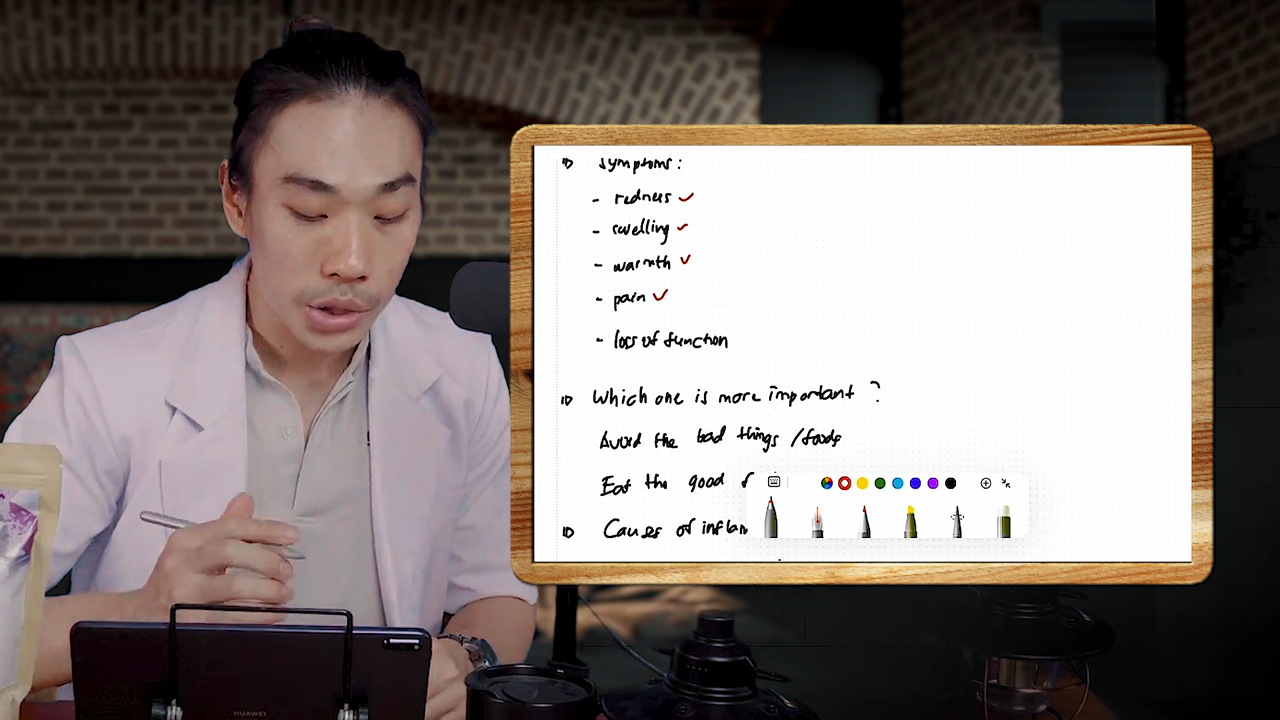 Symptoms:
- redness ✓
- swelling ✓
- warmth ✓
- pain ✓
- loss of function
Which one is more important ?
Avoid the bad things /foods
Eat the good
Causes of inflam
HUAWEI